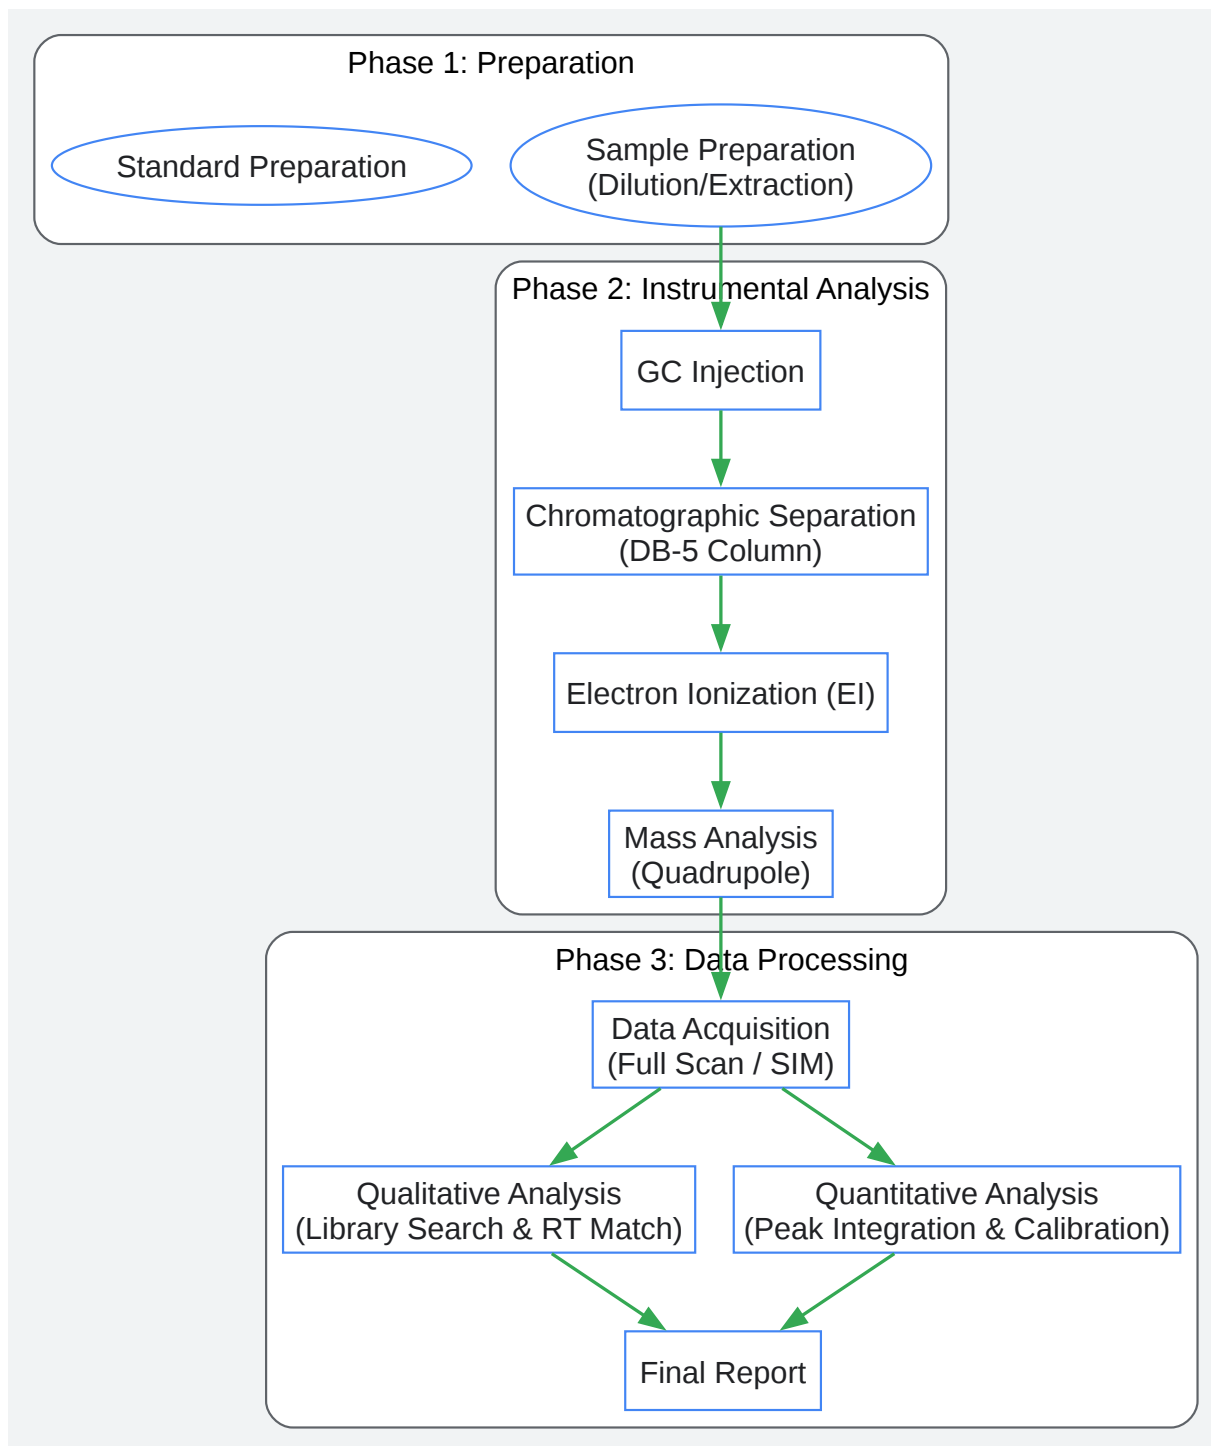 Phase 1: Preparation
Standard Preparation
Sample Preparation
(Dilution/Extraction)
Phase 2: Instrumental Analysis
GC Injection
Chromatographic Separation
(DB-5 Column)
Electron Ionization (EI)
Mass Analysis
(Quadrupole)
Phase 3: Data Processing
Data Acquisition
(Full Scan / SIM)
Qualitative Analysis
(Library Search & RT Match)
Quantitative Analysis
(Peak Integration & Calibration)
Final Report